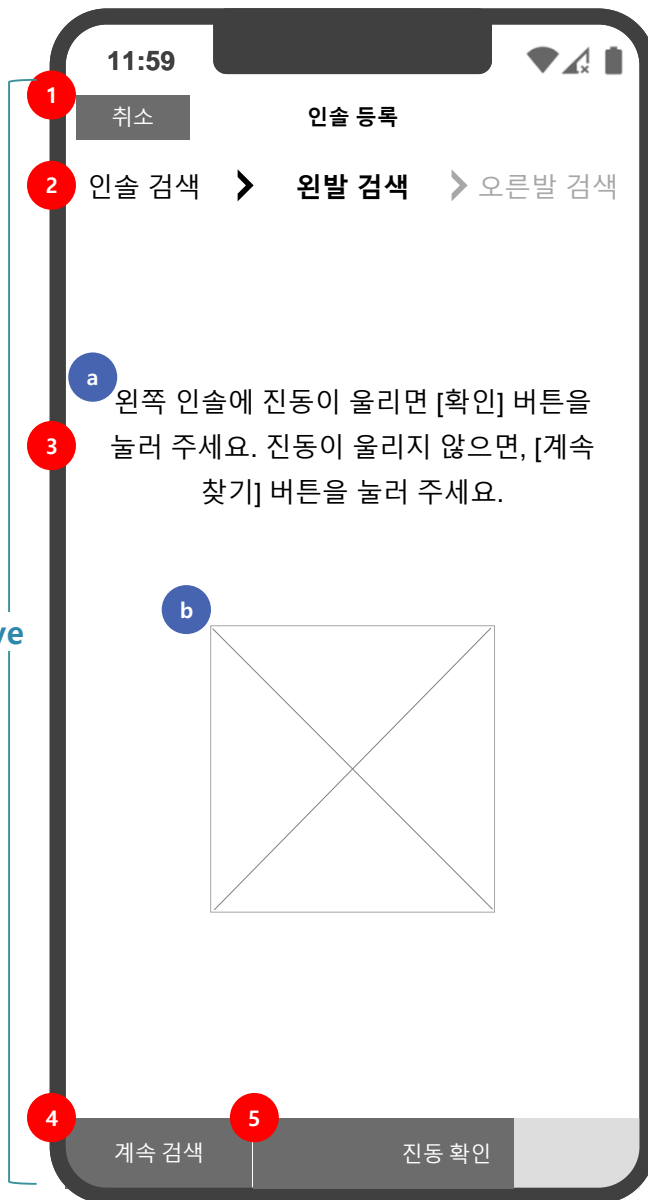 11:59
1
취소
인솔 등록
2
인솔 검색
왼발 검색
오른발 검색
a
왼쪽 인솔에 진동이 울리면 [확인] 버튼을
3
눌러 주세요. 진동이 울리지 않으면, [계속
찾기] 버튼을 눌러 주세요.
b
ve
4
계속 검색
5
진동 확인